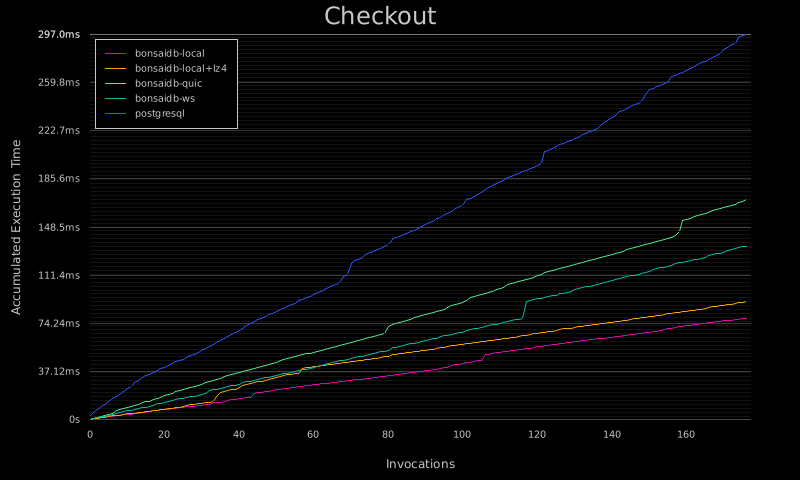 Checkout
297.0ms
bonsaidb-local
bonsaidb-local+lz4
bonsaidb-quic
bonsaidb-ws
postgresql
259.8ms
222.7ms
185.6ms
148.5ms
111.4ms
74.24ms
37.12ms
0s
Accumulated Execution Time
0 20 40 60 80 100 120 140 160
Invocations